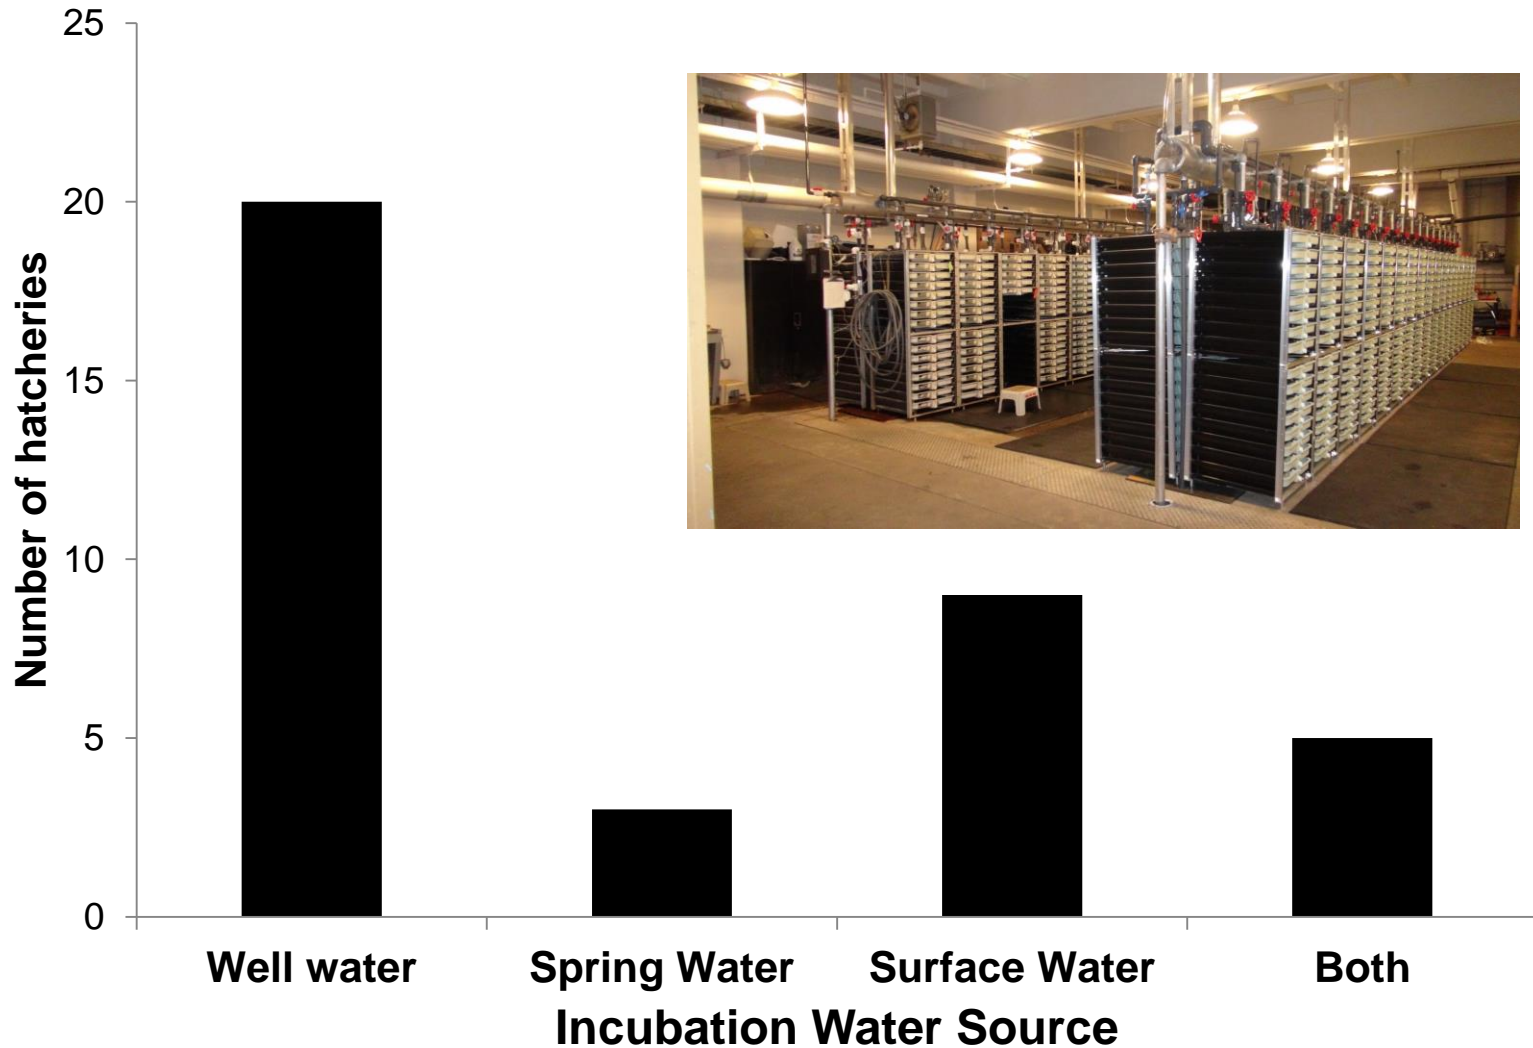 25
20
15
10
5
0
Number of hatcheries
Well water
Spring Water
Surface Water
Both
Incubation Water Source